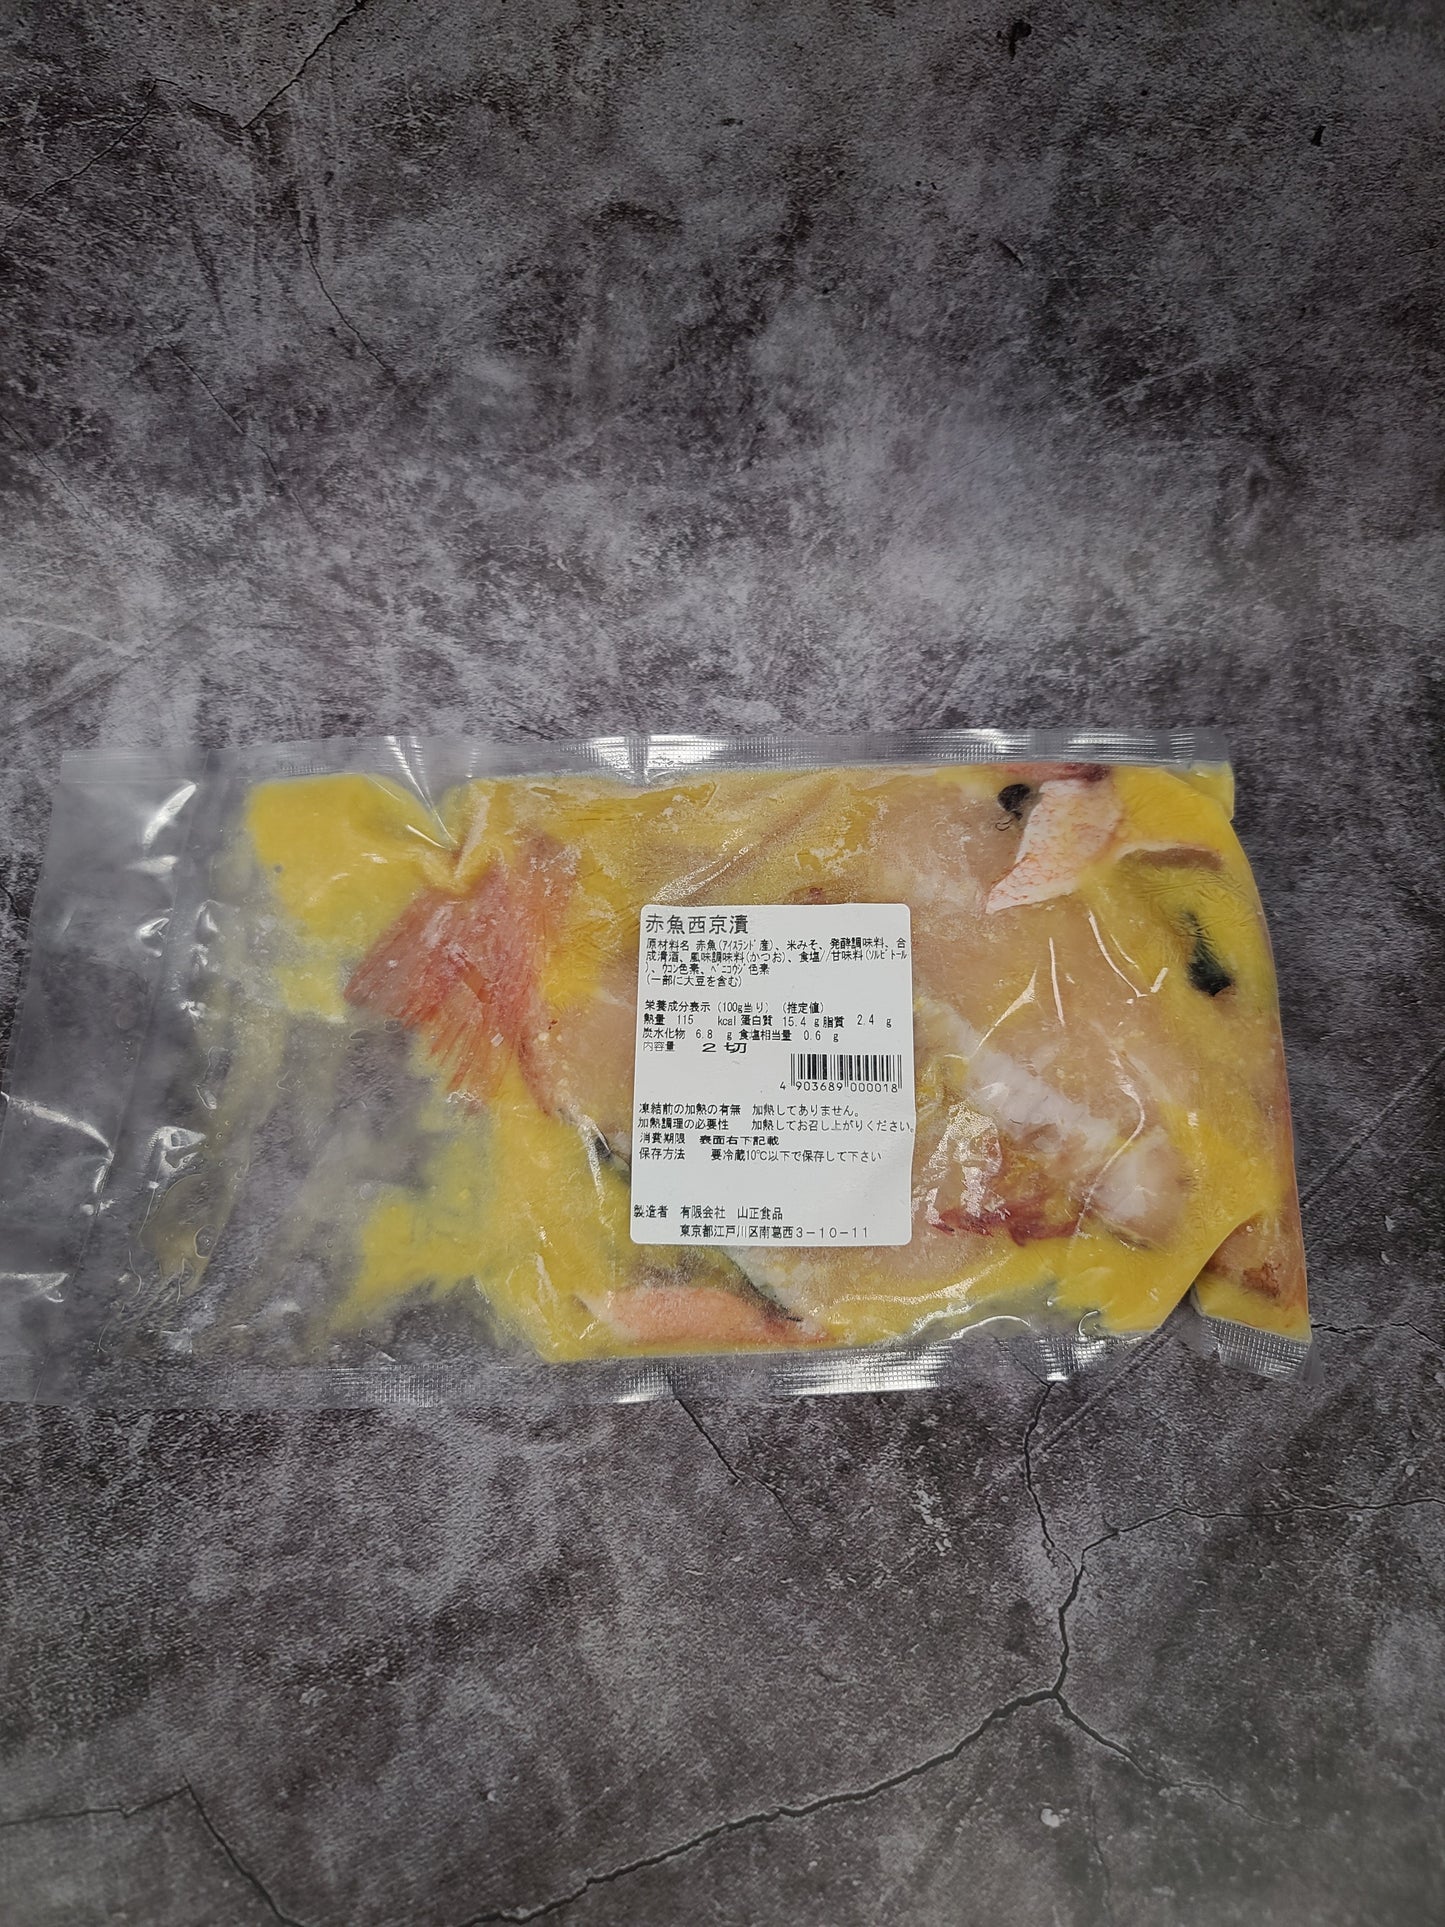 赤魚西京漬
原材料名 赤魚(ｱｲｽﾗﾝﾄﾞ産)、米みそ、発酵調味料、合
成清酒、風味調味料(かつお)、食塩//甘味料(ｿﾙﾋﾞﾄｰﾙ
)、ｳｺﾝ色素、ﾍﾞﾆｺｳｼﾞ色素
(一部に大豆を含む)
栄養成分表示 (100g当り) (推定値)
熱量 115 kcal 蛋白質 15.4 g 脂質 2.4 g
炭水化物 6.8 g 食塩相当量 0.6 g
内容量 2切
4 903689 000018
凍結前の加熱の有無 加熱してありません。
加熱調理の必要性 加熱してお召し上がりください。
消費期限 表面右下記載
保存方法 要冷蔵10℃以下で保存して下さい
製造者 有限会社 山正食品
東京都江戸川区南葛西3-10-11